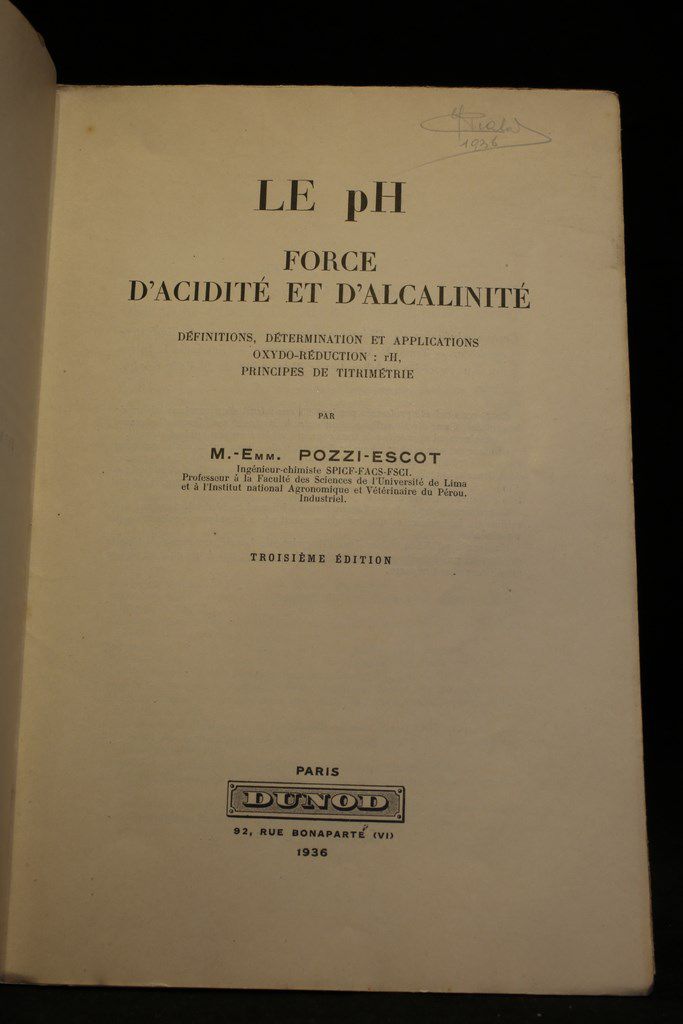 1936
LE pH
FORCE
D'ACIDITÉ ET D'ALCALINITÉ
DÉFINITIONS, DÉTERMINATION ET APPLICATIONS
OXYDO-RÉDUCTION : rH,
PRINCIPES DE TITRIMÉTRIE
PAR
M.-Emm. POZZI-ESCOT
Ingénieur-chimiste SPICF-FACS-FSCI.
Professeur à la Faculté des Sciences de l'Université de Lima
et à l'Institut national Agronomique et Vétérinaire du Pérou.
Industriel.
TROISIÈME ÉDITION
PARIS
DUNOD
92, RUE BONAPARTE (VI)
1936